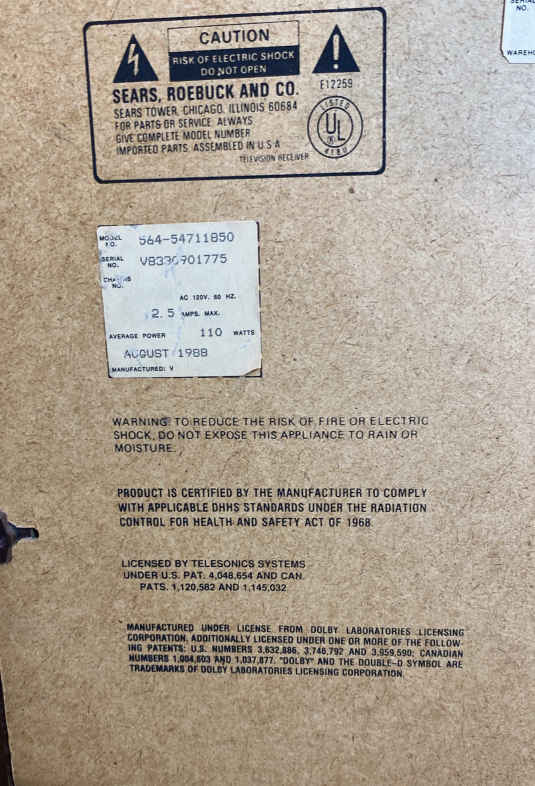 SERIAL
NO.
WAREHO
CAUTION
RISK OF ELECTRIC SHOCK
DO NOT OPEN
SEARS, ROEBUCK AND CO.
E12259
SEARS TOWER, CHICAGO, ILLINOIS 60684
FOR PARTS OR SERVICE, ALWAYS
GIVE COMPLETE MODEL NUMBER
IMPORTED PARTS, ASSEMBLED IN U.S.A
TELEVISION RECEIVER
LISTED
UL
®
MODEL NO. 564-54711850
SERIAL NO. V833C901775
CHASSIS NO.
AC 120V. 60 HZ.
2.5 AMPS. MAX.
AVERAGE POWER 110 WATTS
AUGUST 1988
MANUFACTURED: V
WARNING: TO REDUCE THE RISK OF FIRE OR ELECTRIC
SHOCK, DO NOT EXPOSE THIS APPLIANCE TO RAIN OR
MOISTURE.
PRODUCT IS CERTIFIED BY THE MANUFACTURER TO COMPLY
WITH APPLICABLE DHHS STANDARDS UNDER THE RADIATION
CONTROL FOR HEALTH AND SAFETY ACT OF 1968
LICENSED BY TELESONICS SYSTEMS
UNDER U.S. PAT. 4,048,654 AND CAN.
PATS. 1,120,582 AND 1,145,032
MANUFACTURED UNDER LICENSE FROM DOLBY LABORATORIES LICENSING
CORPORATION, ADDITIONALLY LICENSED UNDER ONE OR MORE OF THE FOLLOW-
ING PATENTS: U.S. NUMBERS 3,632,886, 3,746,792 AND 3,959,590; CANADIAN
NUMBERS 1,004,603 AND 1,037,877. "DOLBY" AND THE DOUBLE-D SYMBOL ARE
TRADEMARKS OF DOLBY LABORATORIES LICENSING CORPORATION.